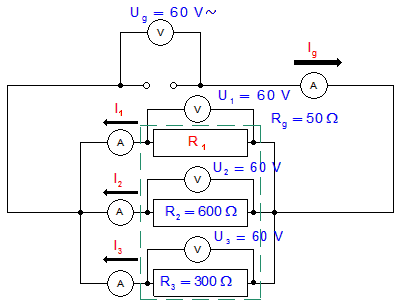 U_g = 60 V~
V
I_g
A
U_1 = 60 V
V
R_g = 50 Ω
I_1
A
R_1
U_2 = 60 V
V
I_2
A
R_2 = 600 Ω
U_3 = 60 V
V
I_3
A
R_3 = 300 Ω